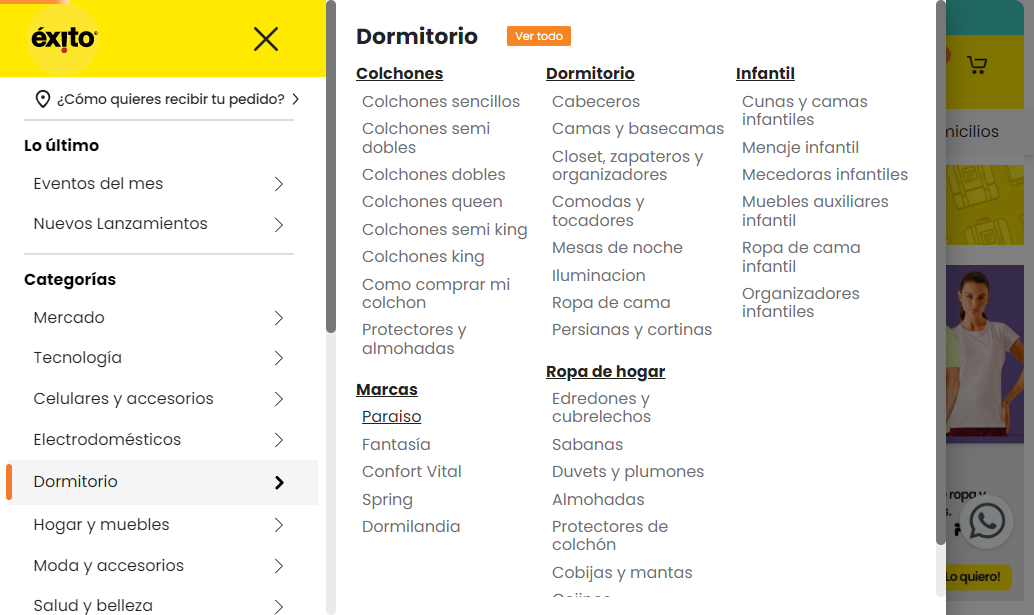 éxito
¿Cómo quieres recibir tu pedido?
Lo último
Eventos del mes
Nuevos Lanzamientos
Categorías
Mercado
Tecnología
Celulares y accesorios
Electrodomésticos
Dormitorio
Hogar y muebles
Moda y accesorios
Salud y belleza
Dormitorio
Ver todo
Colchones
Colchones sencillos
Colchones semi
dobles
Colchones dobles
Colchones queen
Colchones semi king
Colchones king
Como comprar mi
colchon
Protectores y
almohadas
Marcas
Paraiso
Fantasía
Confort Vital
Spring
Dormilandia
Dormitorio
Cabeceros
Camas y basecamas
Closet, zapateros y
organizadores
Comodas y
tocadores
Mesas de noche
Iluminacion
Ropa de cama
Persianas y cortinas
Ropa de hogar
Edredones y
cubrelechos
Sabanas
Duvets y plumones
Almohadas
Protectores de
colchón
Cobijas y mantas
Infantil
Cunas y camas
infantiles
Menaje infantil
Mecedoras infantiles
Muebles auxiliares
infantil
Ropa de cama
infantil
Organizadores
infantiles
micilios
ropa y
s.
Lo quiero!